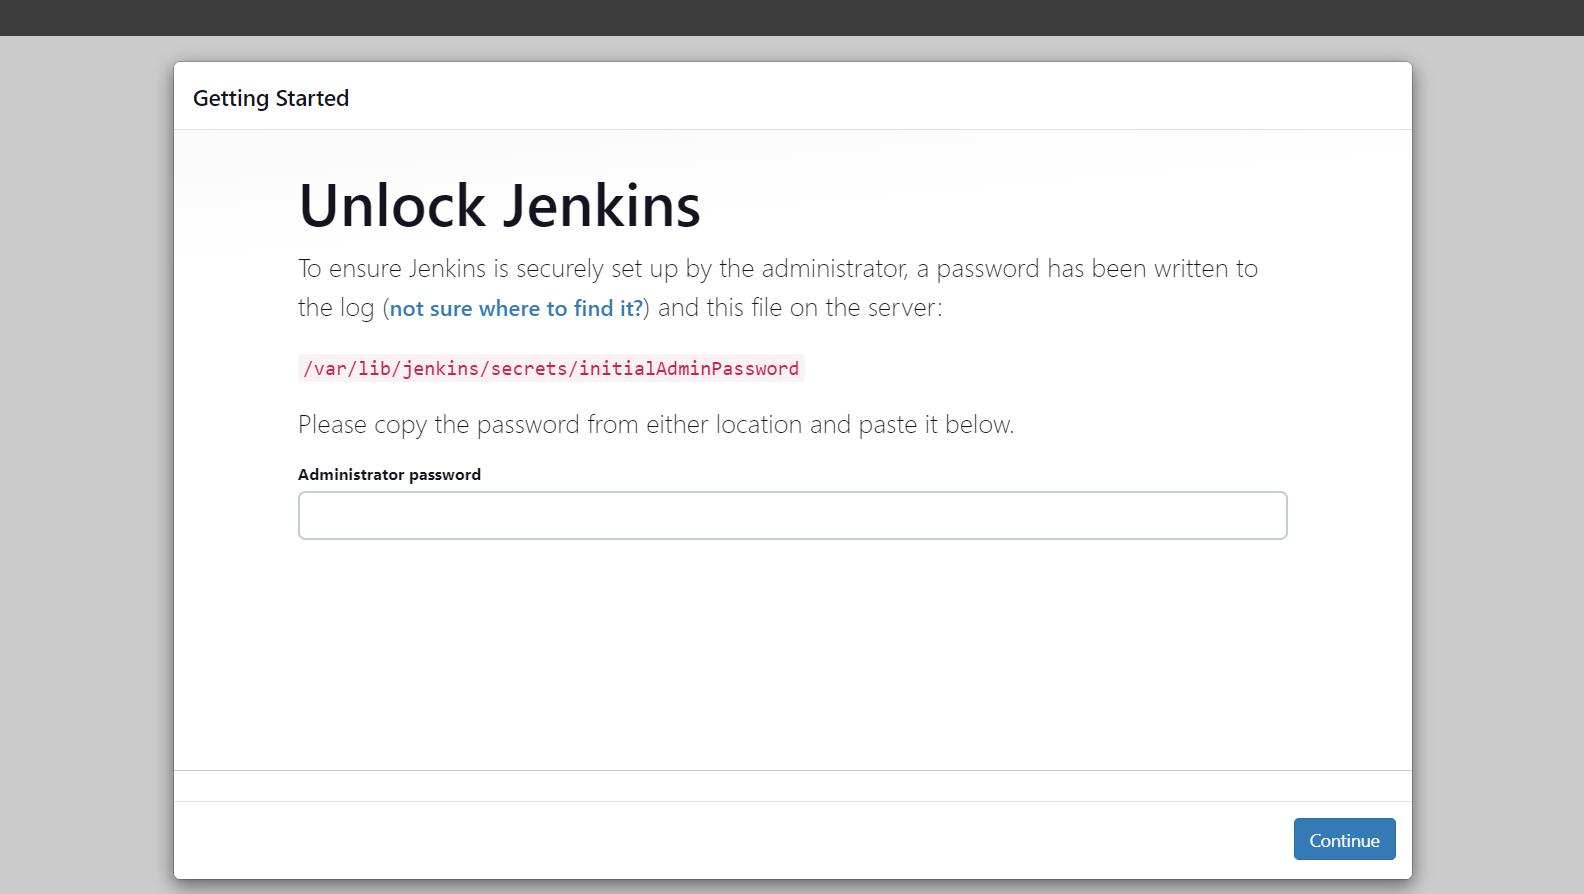 Getting Started
Unlock Jenkins
To ensure Jenkins is securely set up by the administrator, a password has been written to
the log (not sure where to find it?) and this file on the server:
/var/lib/jenkins/secrets/initialAdminPassword
Please copy the password from either location and paste it below.
Administrator password
Continue